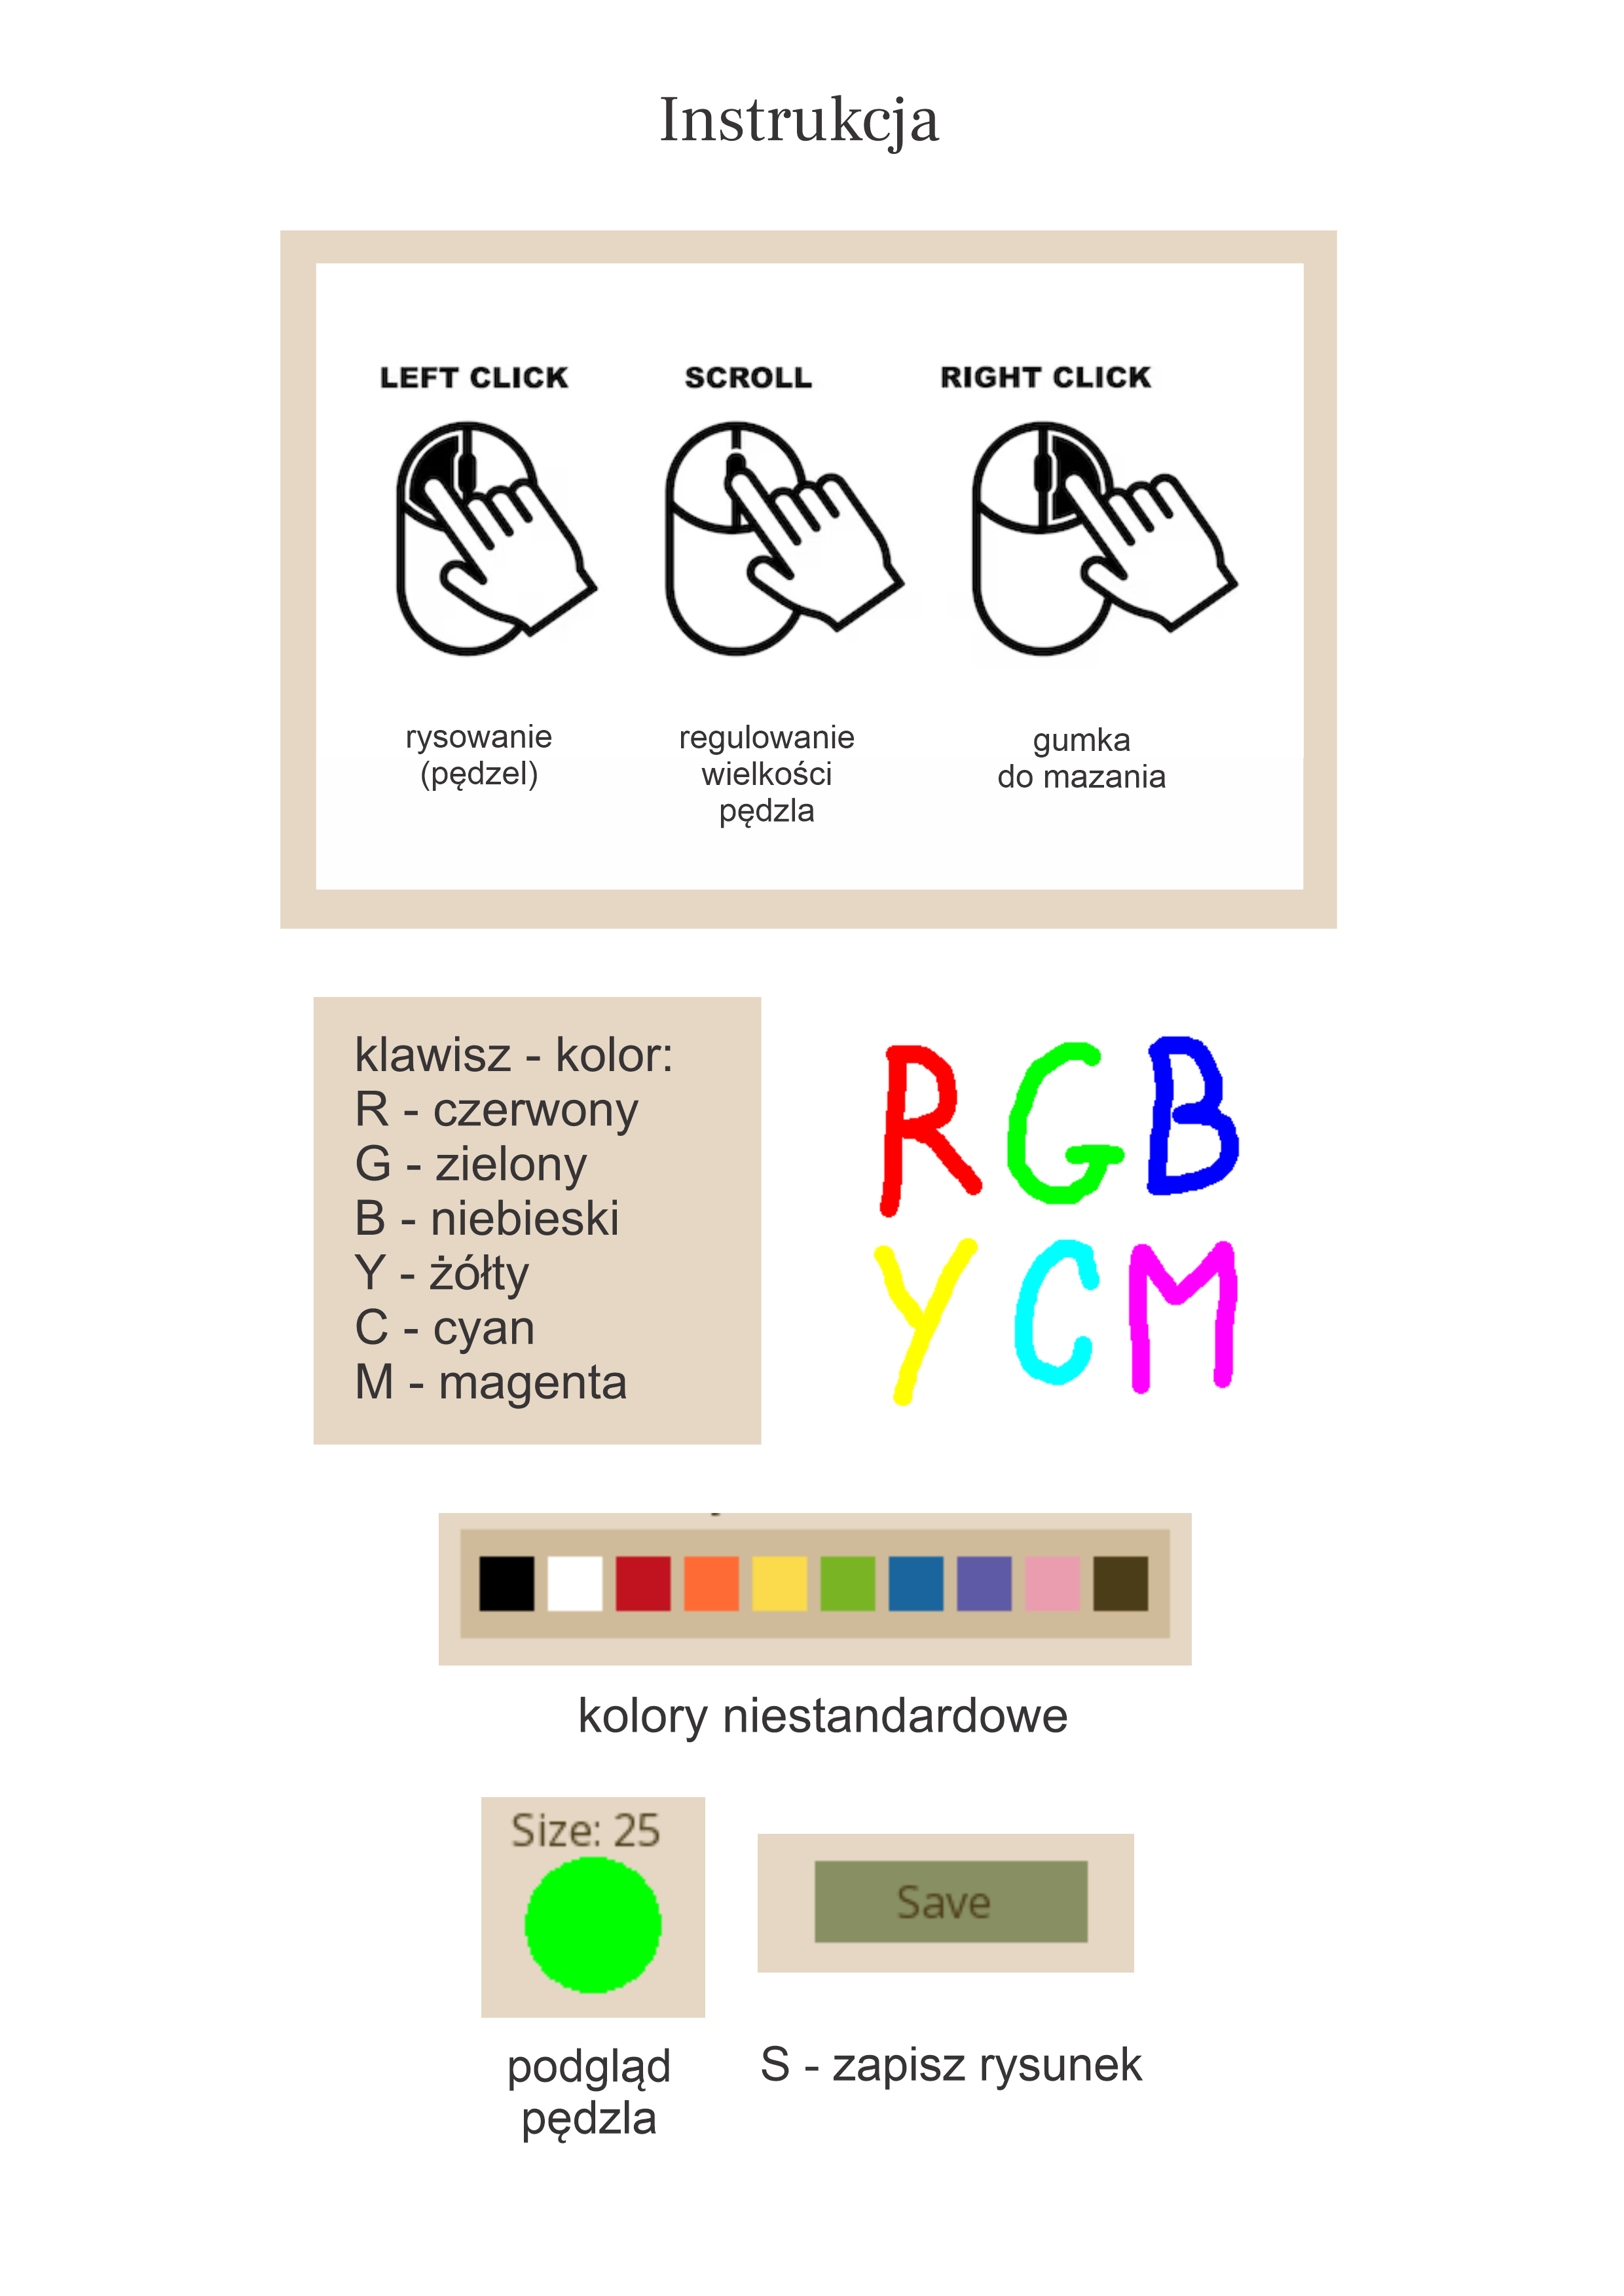 Instrukcja
LEFT CLICK
SCROLL
RIGHT CLICK
rysowanie
(pędzel)
regulowanie
wielkości
pędzla
gumka
do mazania
klawisz - kolor:
R - czerwony
G - zielony
B - niebieski
Y - żółty
C - cyan
M - magenta
RGB
YCM
kolory niestandardowe
Size: 25
podgląd
pędzla
Save
S - zapisz rysunek